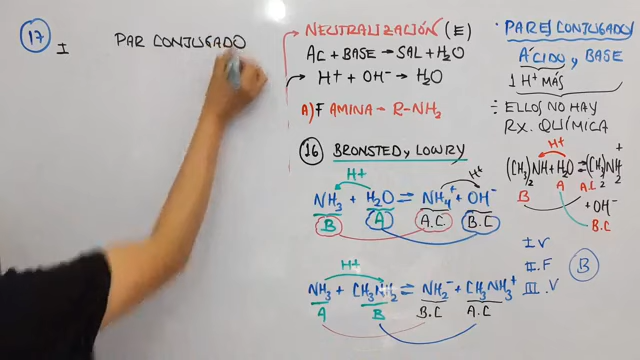 17
I PAR CONJUGADO
NEUTRALIZACIÓN (E)
AC + BASE → SAL + H2O
H+ + OH- → H2O
A) F AMINA → R-NH2
16 BRONSTED y LOWRY
H+ H+
NH3 + H2O ⇌ NH4+ + OH-
B A A.C. B.C
H+
NH3 + CH3NH2 ⇌ NH2- + CH3NH3+
A B B.C A.C
• PARES CONJUGADOS
ÁCIDO y BASE
1 H+ MÁS
÷ ELLOS NO HAY
RX. QUÍMICA
H+
(CH3)2NH + H2O ⇌ (CH3)2NH2+
B A A.C
+ OH-
B.C
I V
II. F
III. V
B